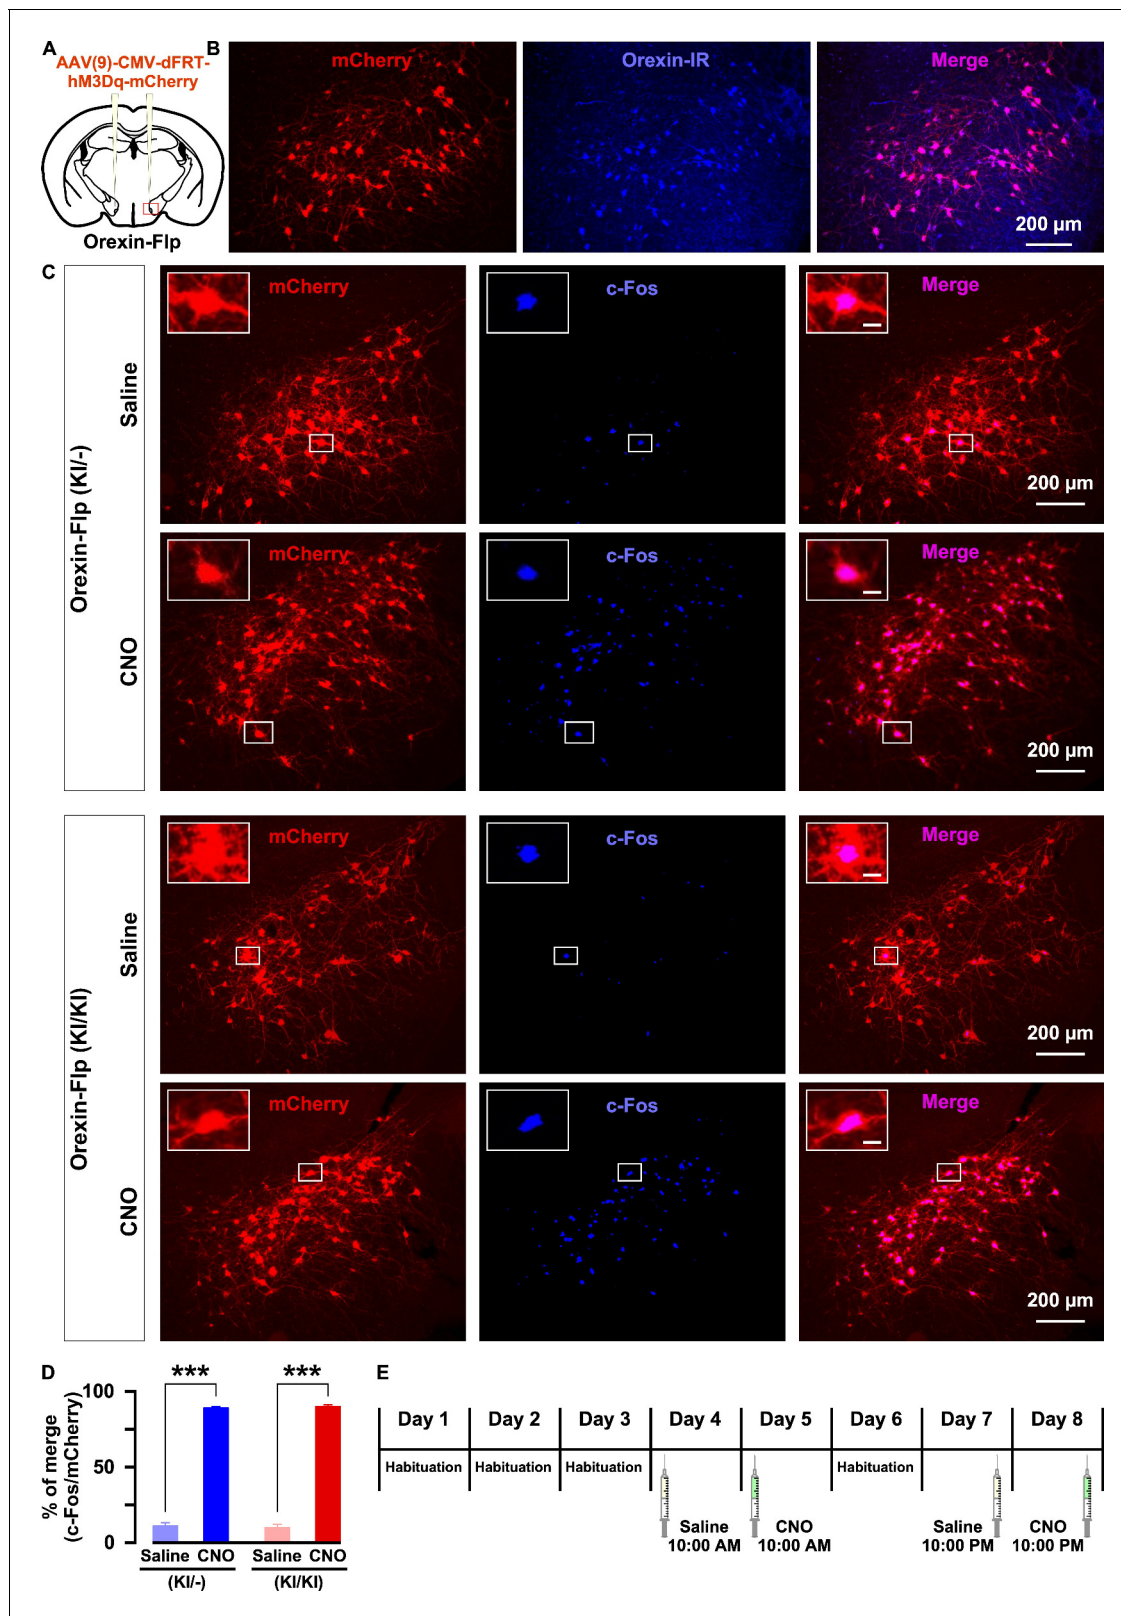 A
AAV(9)-CMV-dFRT-
hM3Dq-mCherry
Orexin-Flp
B
mCherry
Orexin-IR
Merge
200 µm
C
Orexin-Flp (KI/-)
Saline
mCherry
c-Fos
Merge
200 µm
CNO
mCherry
c-Fos
Merge
200 µm
Orexin-Flp (KI/KI)
Saline
mCherry
c-Fos
Merge
200 µm
CNO
mCherry
c-Fos
Merge
200 µm
D
% of merge
(c-Fos/mCherry)
100
50
0
***
***
Saline CNO
Saline CNO
(KI/-)
(KI/KI)
E
Day 1 Day 2 Day 3 Day 4 Day 5 Day 6 Day 7 Day 8
Habituation Habituation Habituation Habituation
Saline CNO Saline CNO
10:00 AM 10:00 AM 10:00 PM 10:00 PM